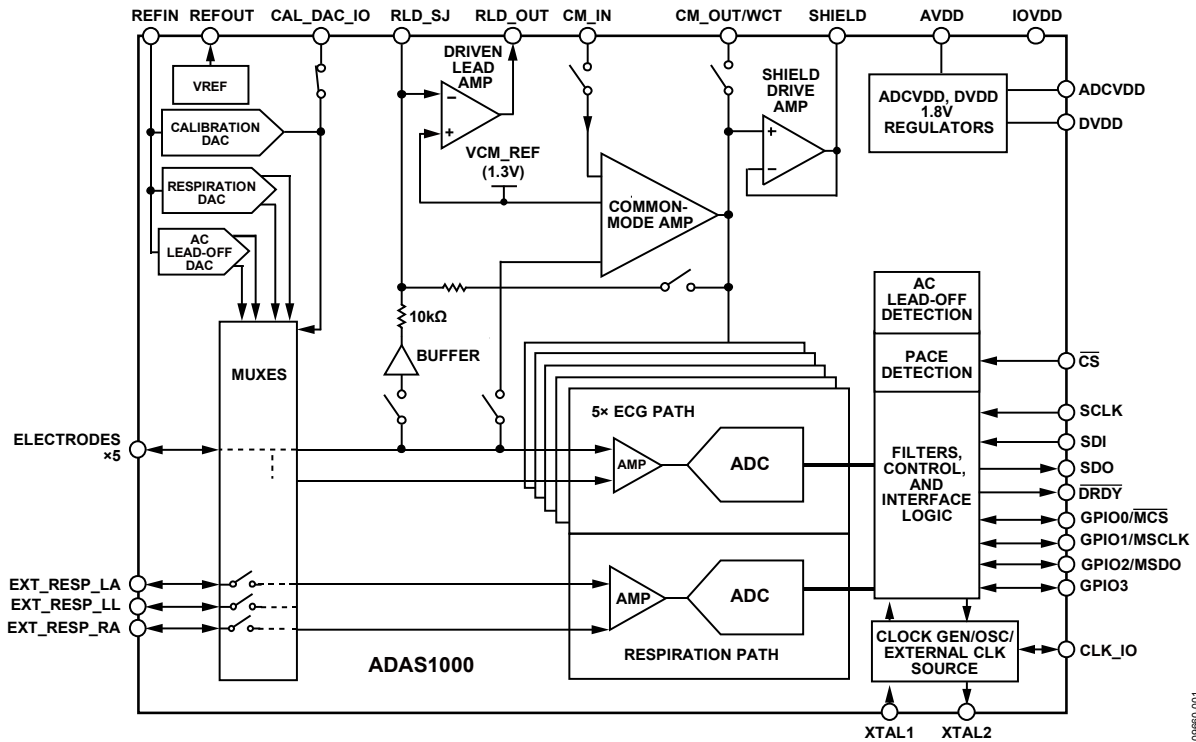 REFIN
REFOUT
CAL_DAC_IO
RLD_SJ
RLD_OUT
CM_IN
CM_OUT/WCT
SHIELD
AVDD
IOVDD
VREF
DRIVEN
LEAD
AMP
SHIELD
DRIVE
AMP
ADCVDD, DVDD
1.8V
REGULATORS
ADCVDD
DVDD
CALIBRATION
DAC
RESPIRATION
DAC
AC
LEAD-OFF
DAC
VCM_REF
(1.3V)
COMMON-
MODE AMP
–
+
+
–
10kΩ
BUFFER
MUXES
AC
LEAD-OFF
DETECTION
PACE
DETECTION
FILTERS,
CONTROL,
AND
INTERFACE
LOGIC
5× ECG PATH
AMP
ADC
ELECTRODES
×5
EXT_RESP_LA
EXT_RESP_LL
EXT_RESP_RA
AMP
ADC
RESPIRATION PATH
ADAS1000
C̅S̅
SCLK
SDI
SDO
D̅R̅D̅Y̅
GPIO0/M̅C̅S̅
GPIO1/MSCLK
GPIO2/MSDO
GPIO3
CLOCK GEN/OSC/
EXTERNAL CLK
SOURCE
CLK_IO
XTAL1
XTAL2
09660-001